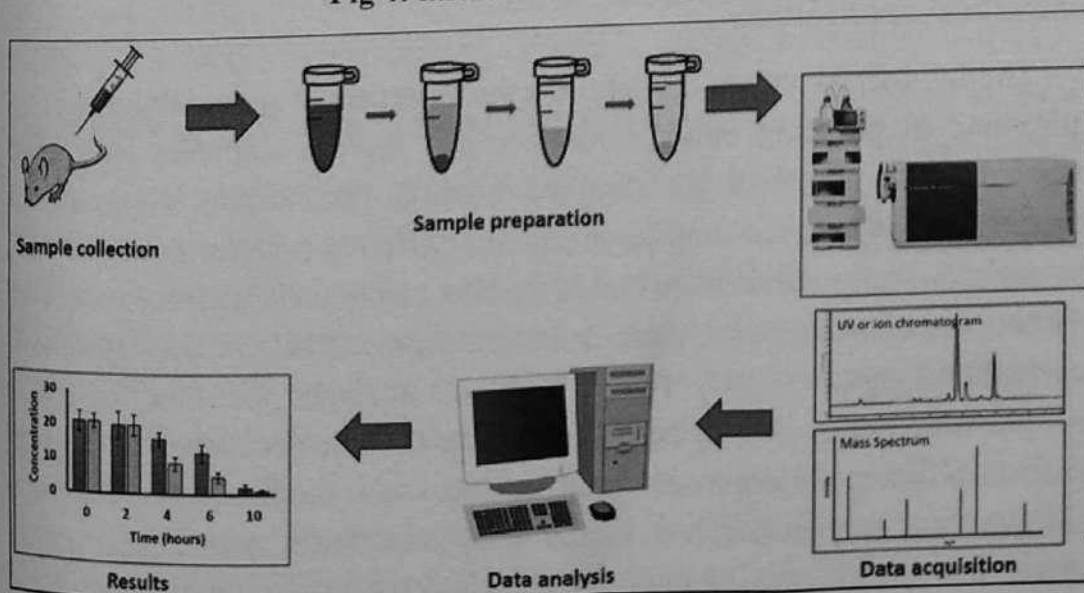 Fig
Sample collection
Sample preparation
UV or ion chromatogram
Mass Spectrum
Data acquisition
Data analysis
Concentration
30
20
10
0
0 2 4 6 10
Time (hours)
Results